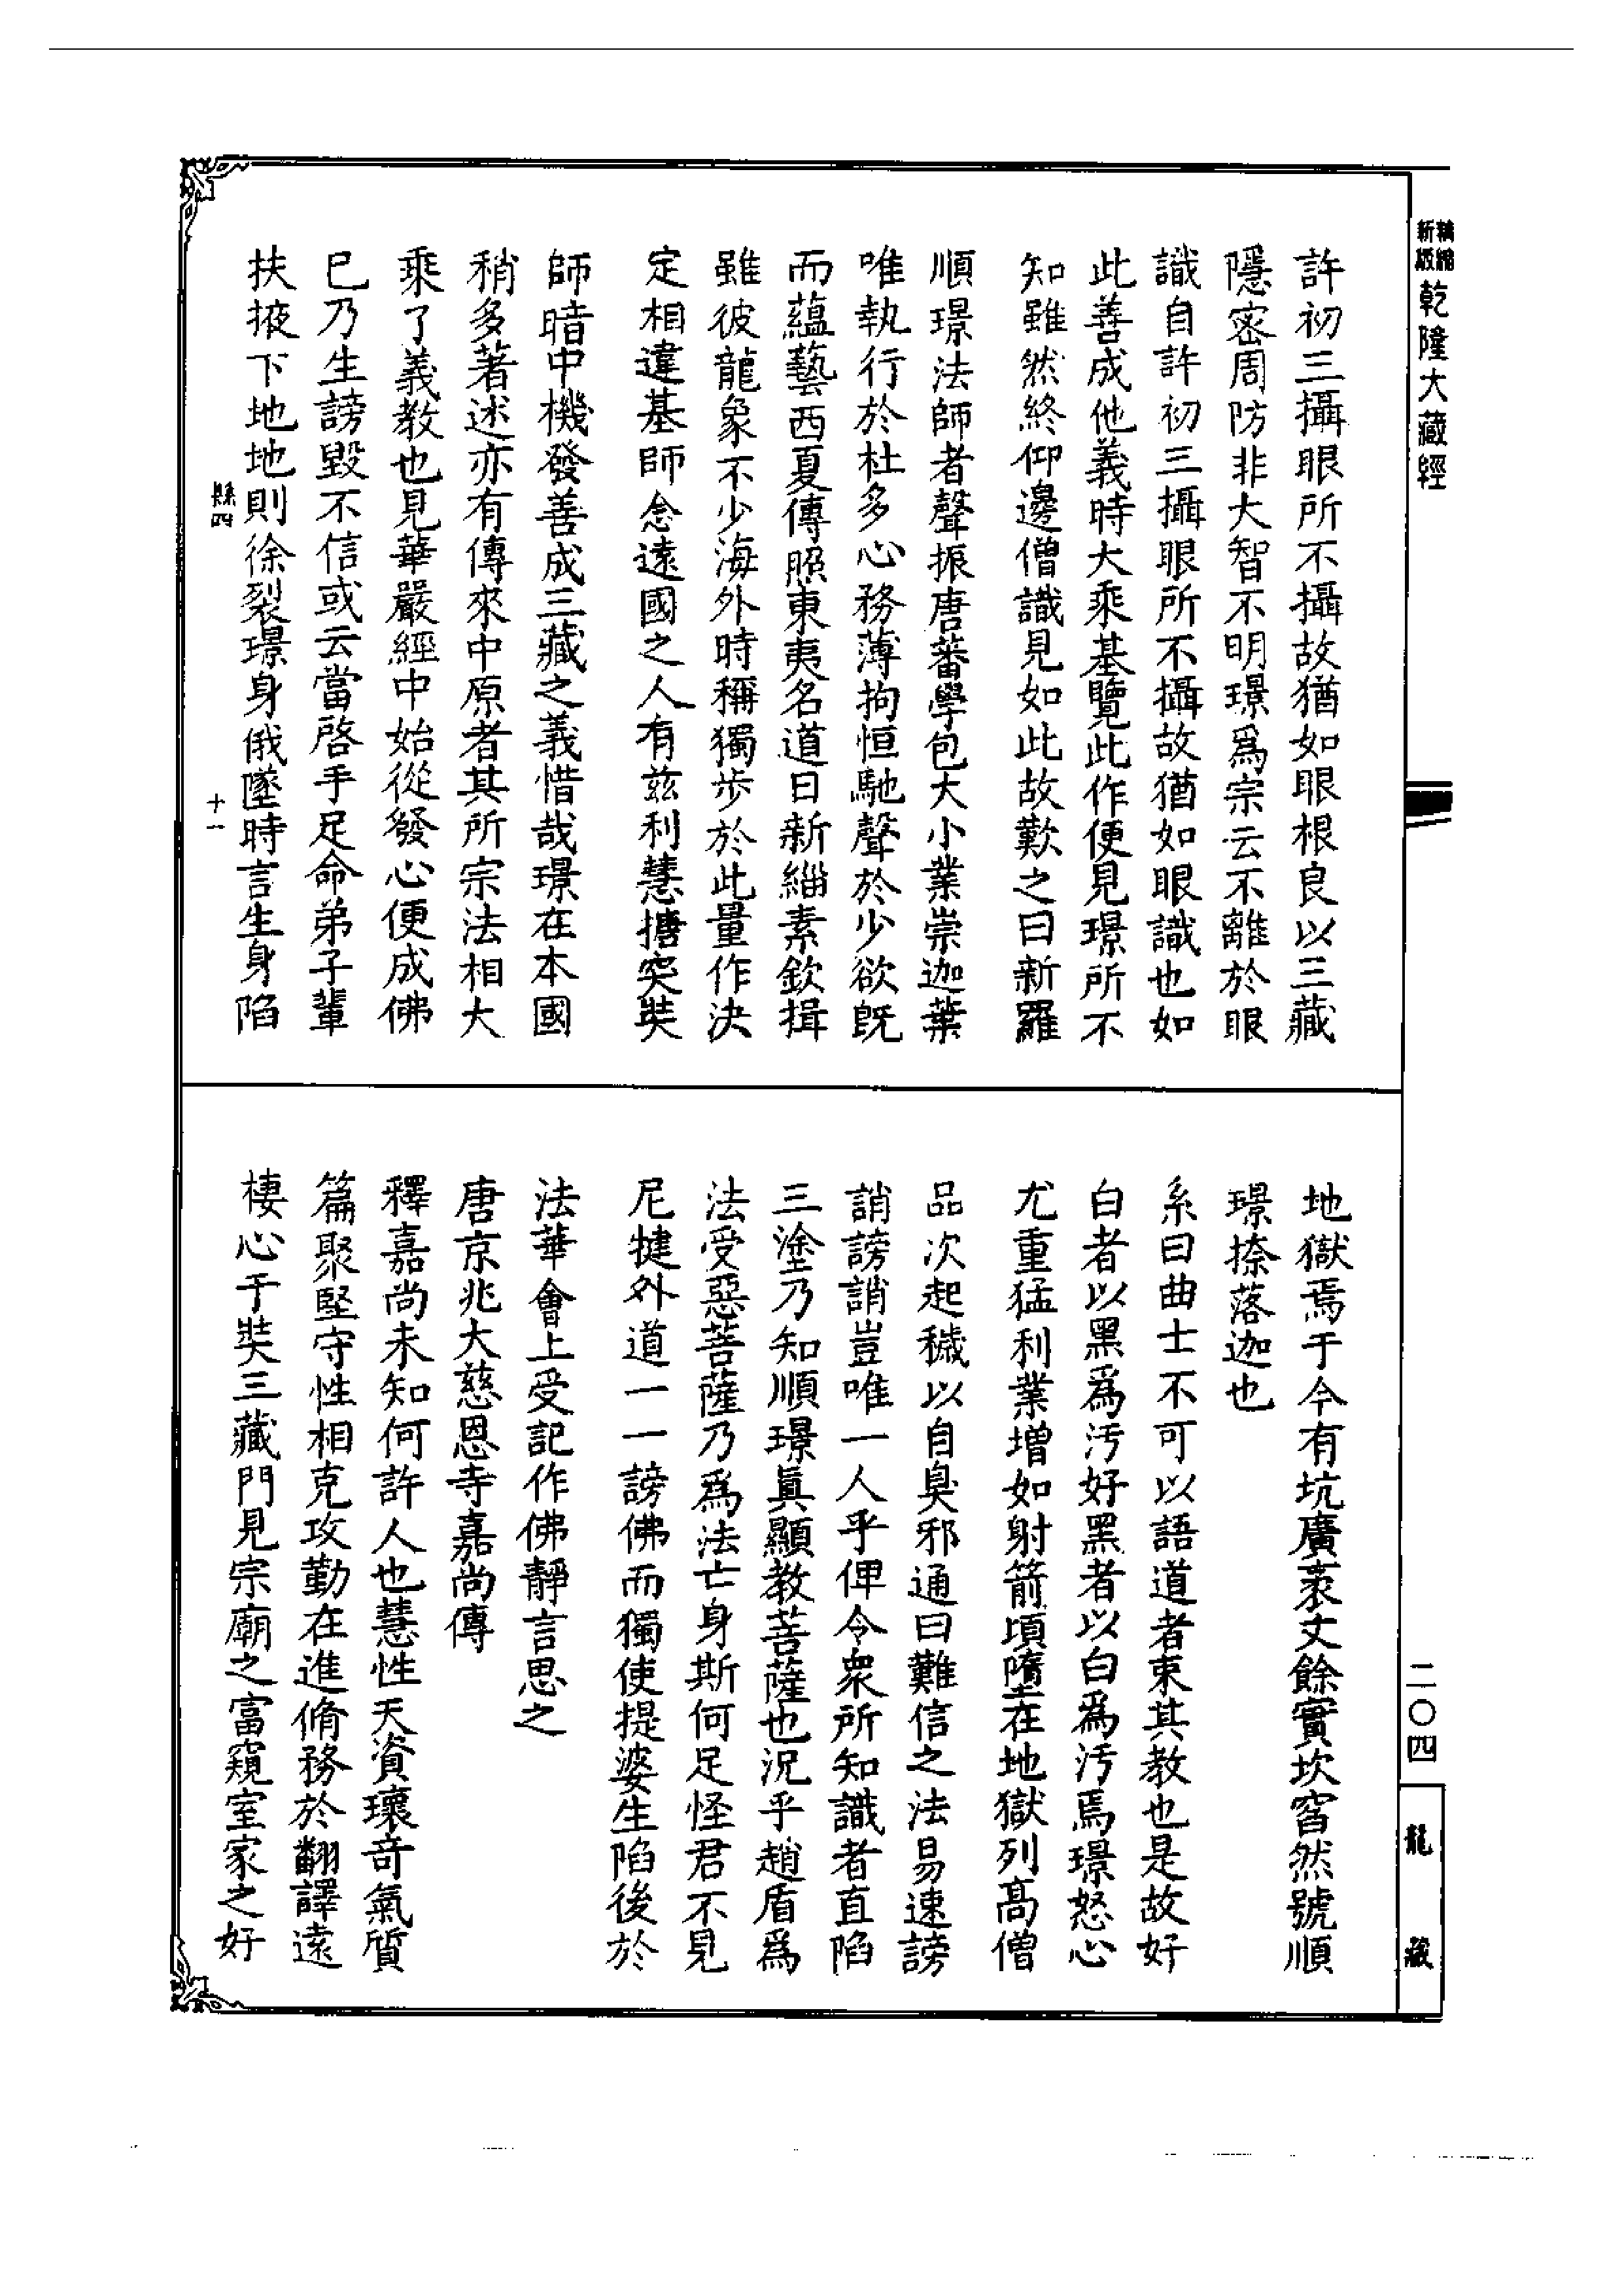 新編縮版 乾隆大藏經
許初三攝眼所不攝故猶如眼根良以三藏
隱密周防非大智不明璟爲宗云不離於眼
識自許初三攝眼所不攝故猶如眼識也如
此善成他義時大乘基覽此作便見璟所不
知雖然終仰邊僧識見如此故歎之曰新羅
順璟法師者聲振唐蕃學包大小業崇迦葉
唯執行於杜多心務薄拘恒馳聲於少欲旣
而蘊藝西夏傳照東夷名道日新緇素欽揖
雖彼龍象不少海外時稱獨步於此量作決
定相違基師念遠國之人有茲利慧搪突奘
師暗中機發善成三藏之義惜哉璟在本國
稍多著述亦有傳來中原者其所宗法相大
乘了義教也見華嚴經中始從發心便成佛
巳乃生謗毀不信或云當啓手足命弟子輩
扶掖下地地則徐裂璟身俄墜時言生身陷
縣四
十一
地獄焉于今有坑廣袤丈餘實坎窞然號順
璟捺落迦也
系曰曲士不可以語道者束其教也是故好
白者以黑爲汚好黑者以白爲汚焉璟怒心
尤重猛利業增如射箭頃墮在地獄列高僧
品次起穢以自臭邪通曰難信之法易速謗
誚謗誚豈唯一人乎俾令衆所知識者直陷
三塗乃知順璟眞顯教菩薩也況乎趙盾爲
法受惡菩薩乃爲法亡身斯何足怪君不見
尼犍外道一一謗佛而獨使提婆生陷後於
法華會上受記作佛靜言思之
唐京兆大慈恩寺嘉尚傳
釋嘉尚未知何許人也慧性天資瓌奇氣質
篇聚堅守性相克攻勤在進脩務於翻譯遠
棲心于奘三藏門見宗廟之富窺室家之好
二〇四
龍藏